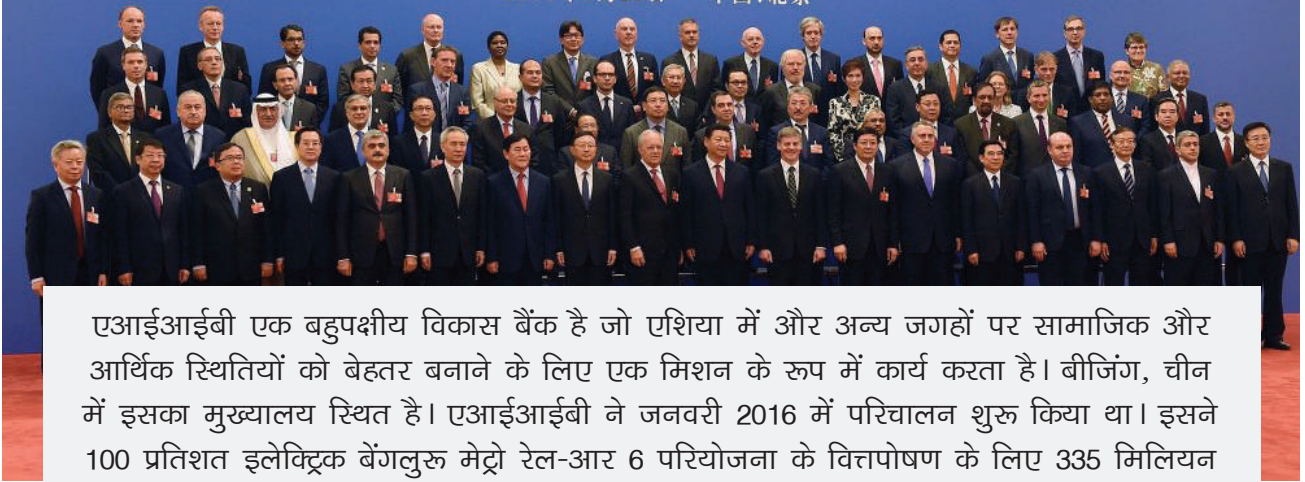 एआईआईबी एक बहुपक्षीय विकास बैंक है जो एशिया में और अन्य जगहों पर सामाजिक और
आर्थिक स्थितियों को बेहतर बनाने के लिए एक मिशन के रूप में कार्य करता है। बीजिंग, चीन
में इसका मुख्यालय स्थित है। एआईआईबी ने जनवरी 2016 में परिचालन शुरू किया था। इसने
100 प्रतिशत इलेक्ट्रिक बेंगलुरू मेट्रो रेल-आर 6 परियोजना के वित्तपोषण के लिए 335 मिलियन